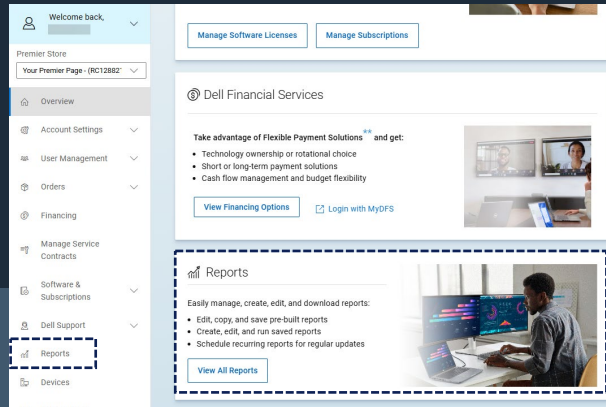 Welcome back,
Premier Store
Your Premier Page - (RC12882
Overview
Account Settings
User Management
Orders
Financing
Manage Service
Contracts
Software &
Subscriptions
Dell Support
Reports
Devices
Manage Software Licenses
Manage Subscriptions
Dell Financial Services
Take advantage of Flexible Payment Solutions** and get:
• Technology ownership or rotational choice
• Short or long-term payment solutions
• Cash flow management and budget flexibility
View Financing Options
Login with MyDFS
Reports
Easily manage, create, edit, and download reports:
• Edit, copy, and save pre-built reports
• Create, edit, and run saved reports
• Schedule recurring reports for regular updates
View All Reports